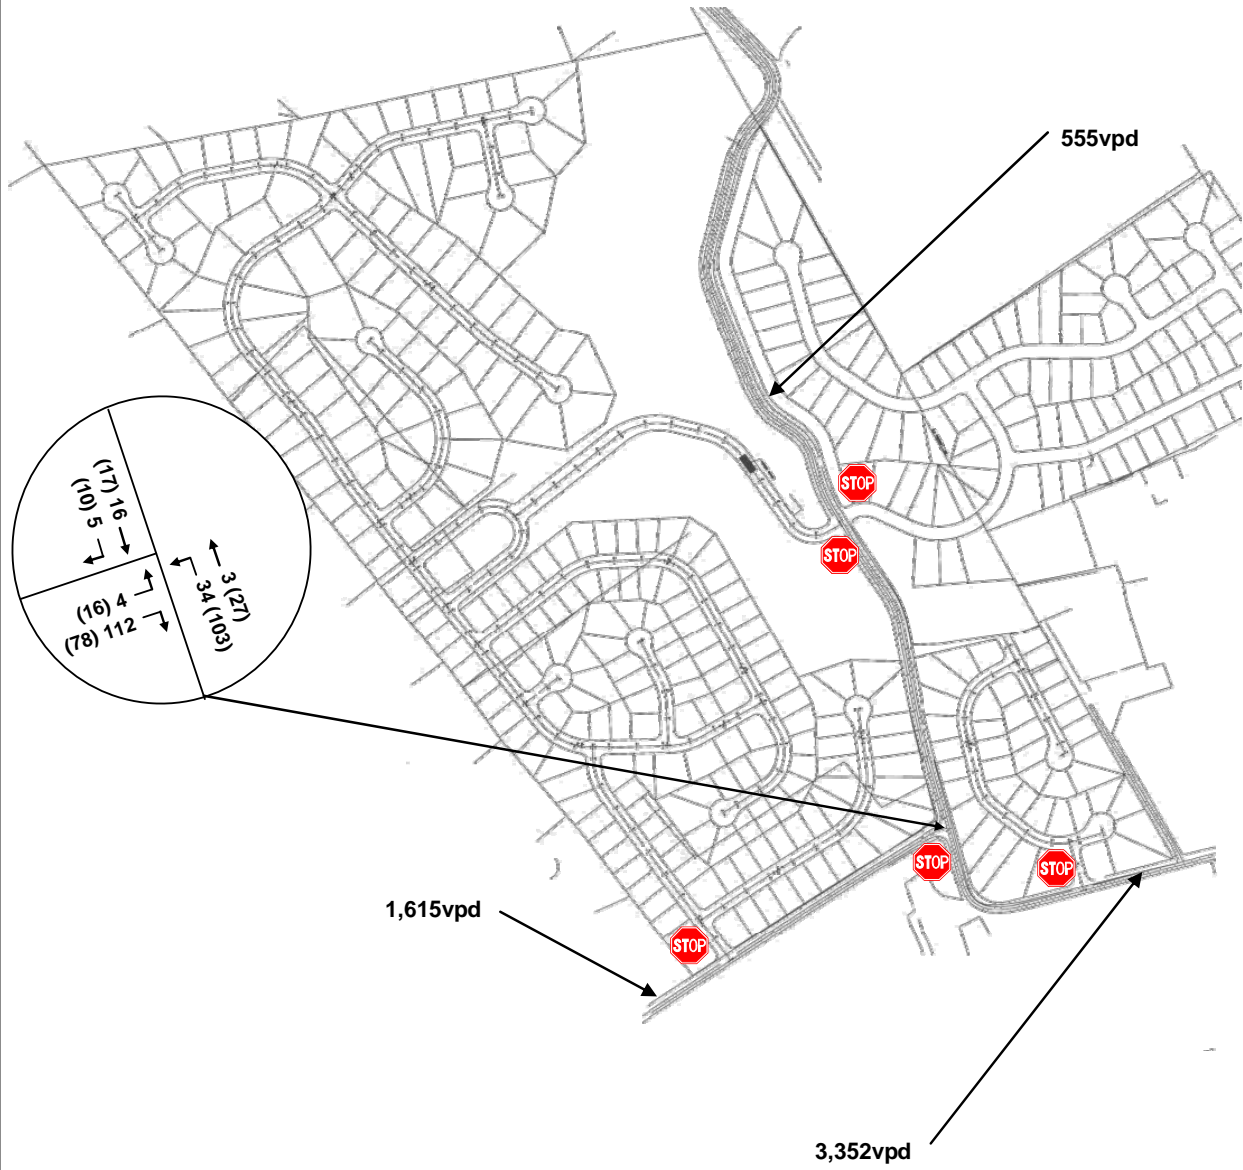 555vpd
STOP
STOP
(17) 16
(10) 5
3 (27)
34 (103)
(16) 4
(78) 112
STOP
STOP
1,615vpd
STOP
3,352vpd